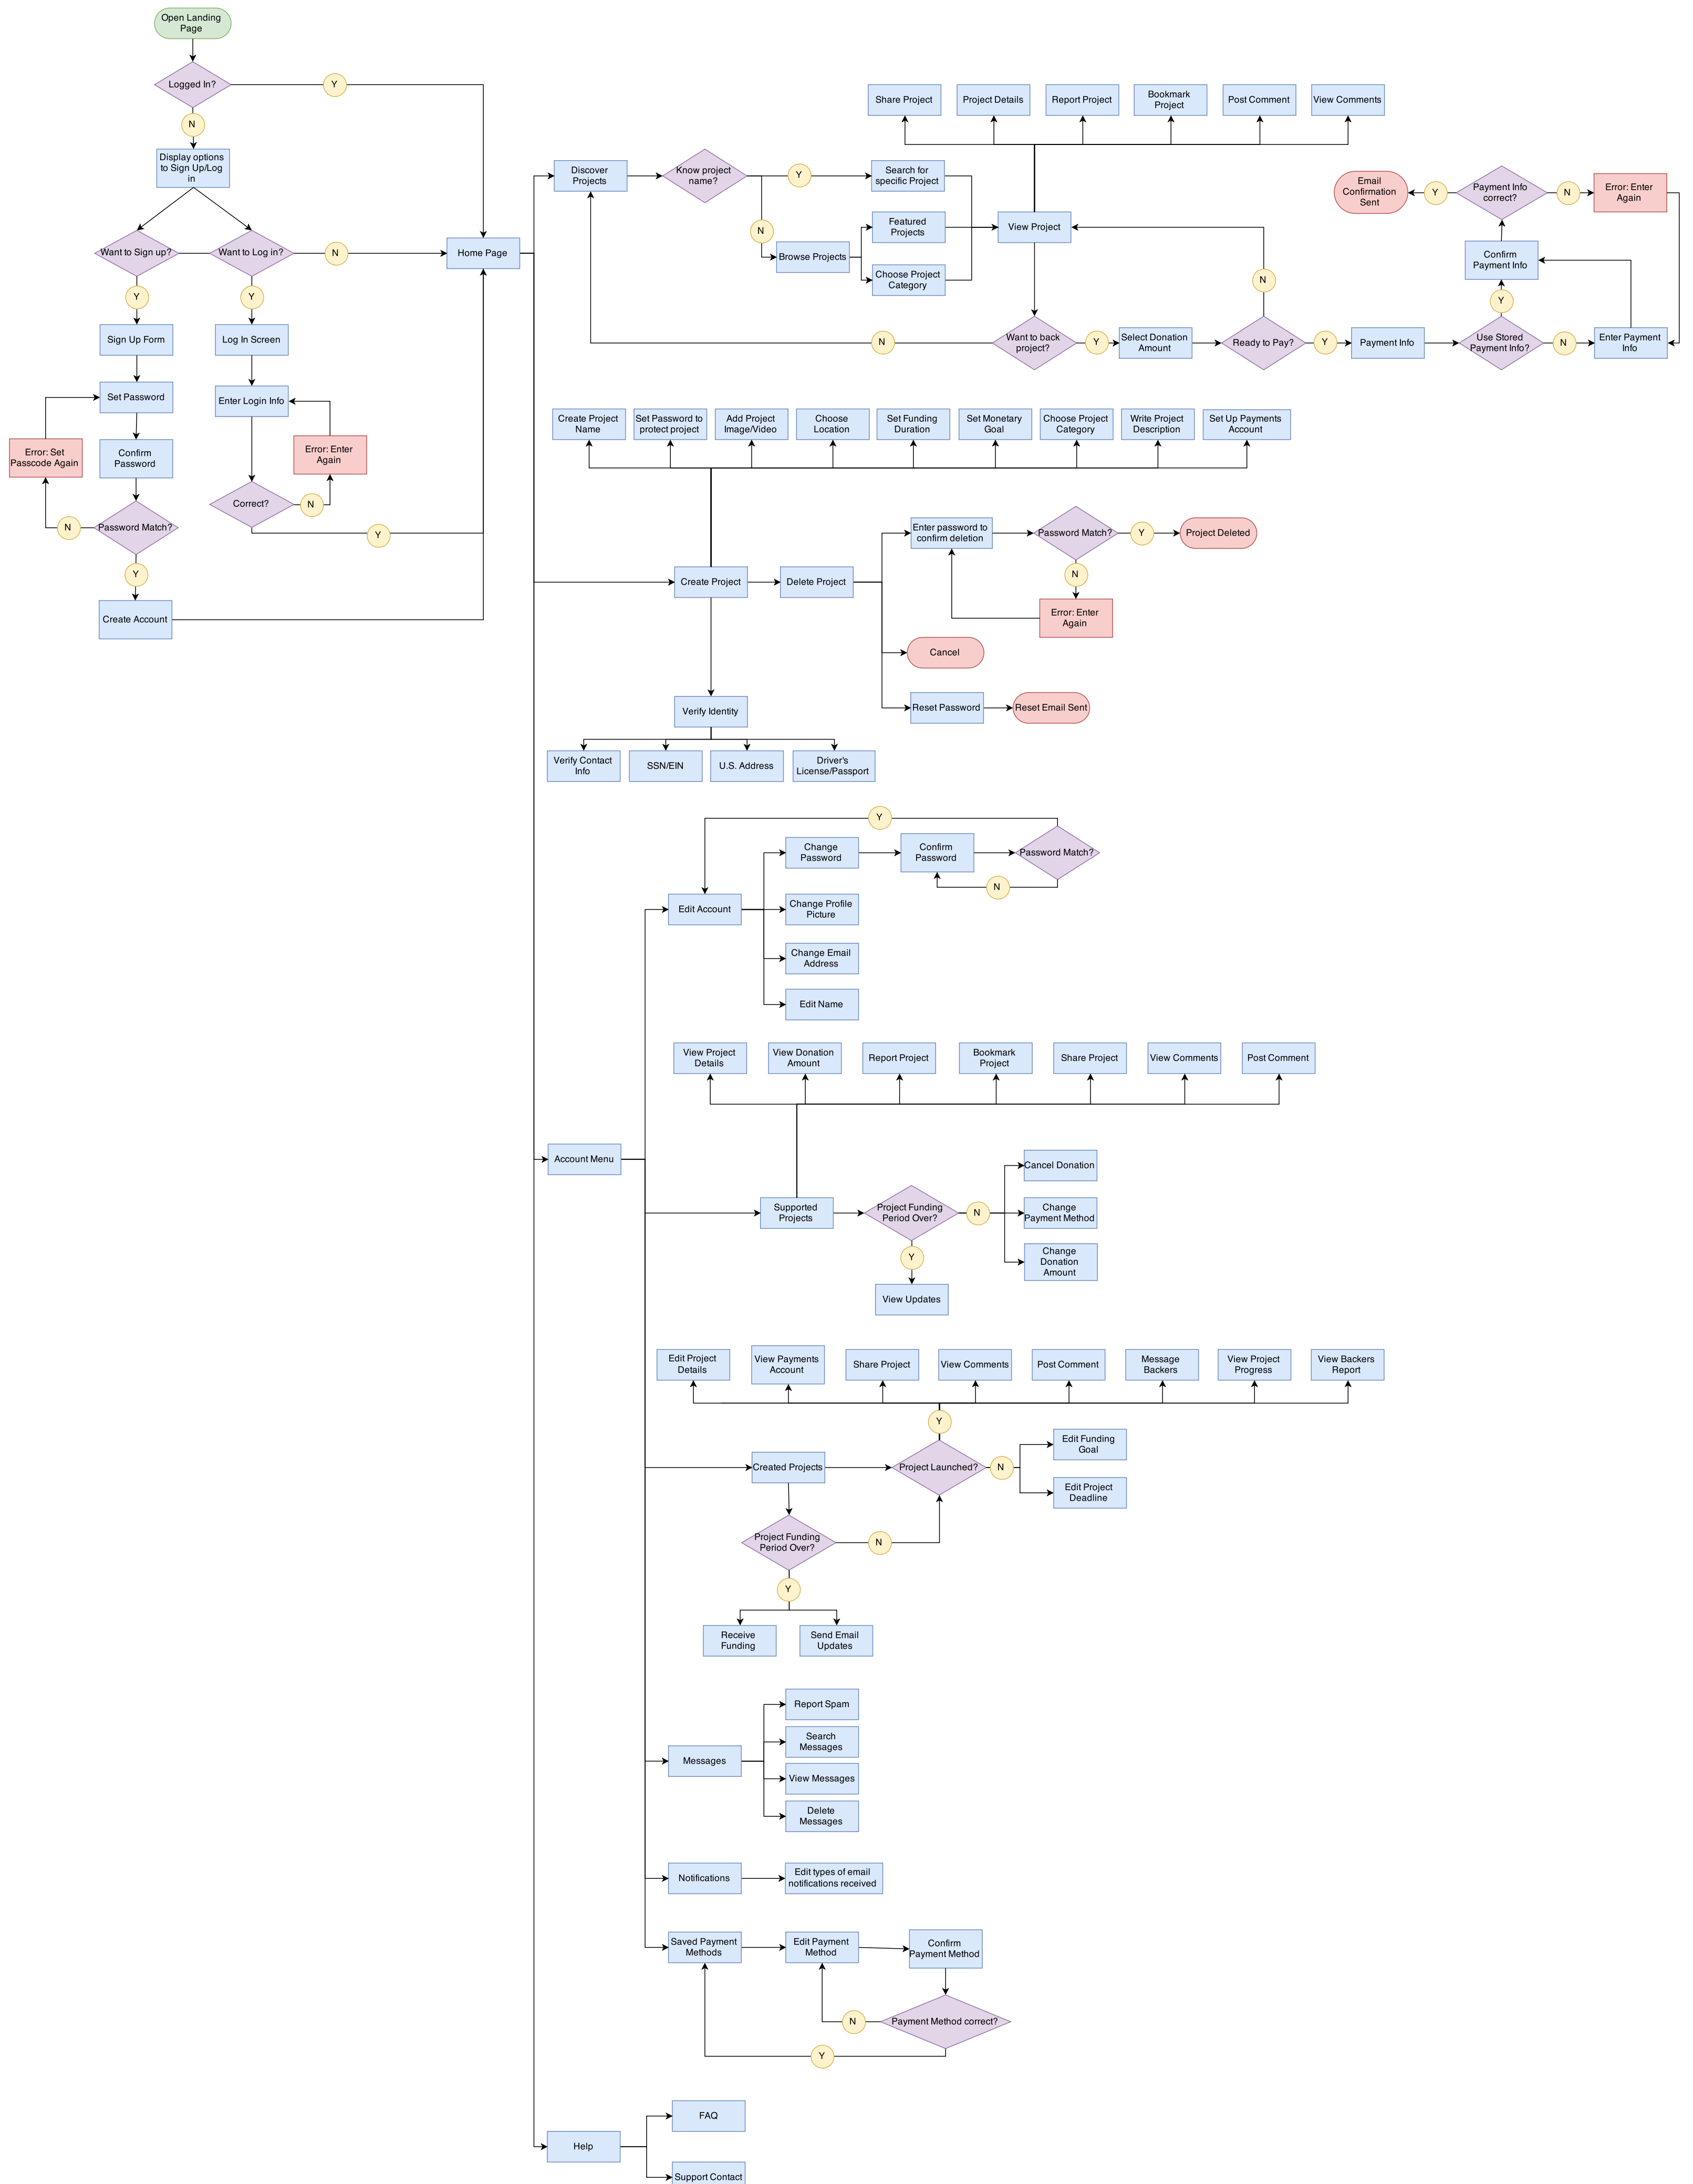 Open Landing
Page
Logged In?
Y
N
Display options
to Sign Up/Log
in
Want to Sign up?
Want to Log in?
N
Home Page
Y
Y
Sign Up Form
Log In Screen
Set Password
Enter Login Info
Error: Set
Passcode Again
Confirm
Password
Error: Enter
Again
Correct?
N
N
Password Match?
Y
Y
Create Account
Share Project
Project Details
Report Project
Bookmark
Project
Post Comment
View Comments
Discover
Projects
Know project
name?
Y
Search for
specific Project
N
Featured
Projects
View Project
Browse Projects
Choose Project
Category
Email
Confirmation
Sent
Y
Payment Info
correct?
N
Error: Enter
Again
Confirm
Payment Info
N
Y
N
Want to back
project?
Y
Select Donation
Amount
Ready to Pay?
Y
Payment Info
Use Stored
Payment Info?
N
Enter Payment
Info
Create Project
Name
Set Password to
protect project
Add Project
Image/Video
Choose
Location
Set Funding
Duration
Set Monetary
Goal
Choose Project
Category
Write Project
Description
Set Up Payments
Account
Enter password to
confirm deletion
Password Match?
Y
Project Deleted
N
Create Project
Delete Project
Error: Enter
Again
Cancel
Verify Identity
Reset Password
Reset Email Sent
Verify Contact
Info
SSN/EIN
U.S. Address
Driver's
License/Passport
Y
Change
Password
Confirm
Password
Password Match?
N
Edit Account
Change Profile
Picture
Change Email
Address
Edit Name
View Project
Details
View Donation
Amount
Report Project
Bookmark
Project
Share Project
View Comments
Post Comment
Account Menu
Cancel Donation
Supported
Projects
Project Funding
Period Over?
N
Change
Payment Method
Y
Change
Donation
Amount
View Updates
Edit Project
Details
View Payments
Account
Share Project
View Comments
Post Comment
Message
Backers
View Project
Progress
View Backers
Report
Y
Edit Funding
Goal
Created Projects
Project Launched?
N
Edit Project
Deadline
Project Funding
Period Over?
N
Y
Receive
Funding
Send Email
Updates
Report Spam
Search
Messages
Messages
View Messages
Delete
Messages
Notifications
Edit types of email
notifications received
Saved Payment
Methods
Edit Payment
Method
Confirm
Payment Method
N
Payment Method correct?
Y
FAQ
Help
Support Contact